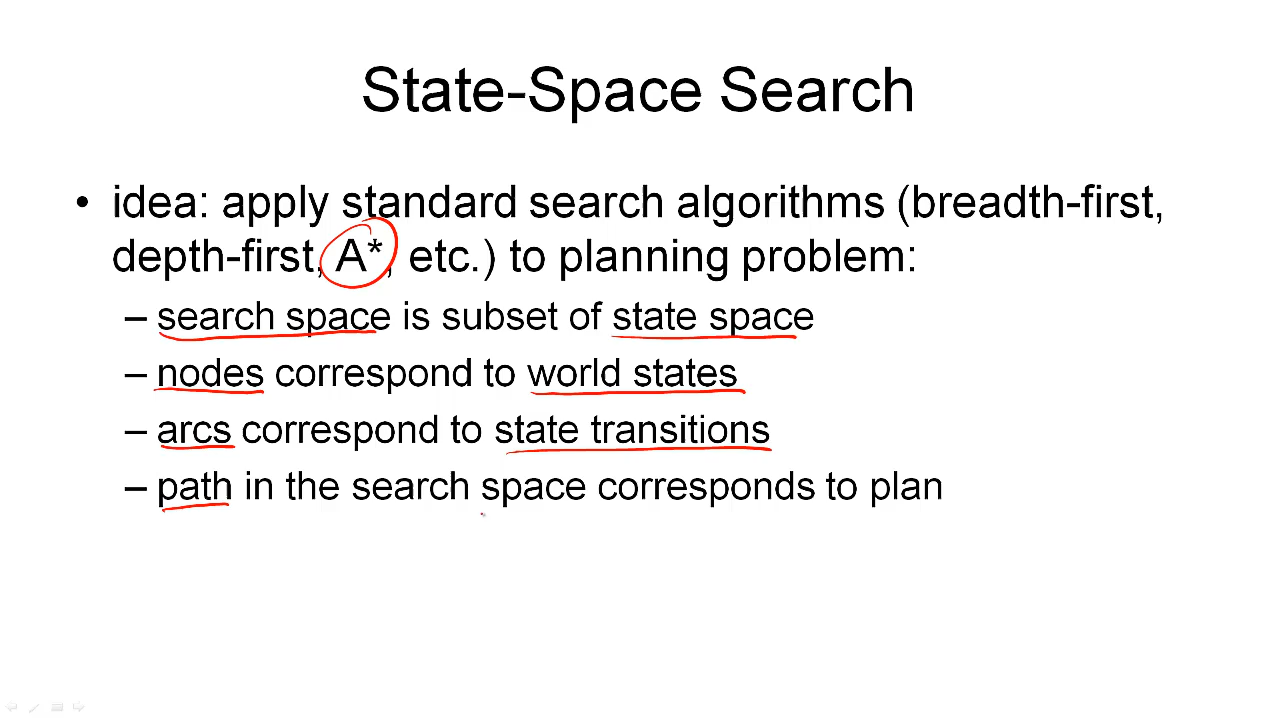 State-Space Search
• idea: apply standard search algorithms (breadth-first,
depth-first, A*, etc.) to planning problem:
– search space is subset of state space
– nodes correspond to world states
– arcs correspond to state transitions
– path in the search space corresponds to plan